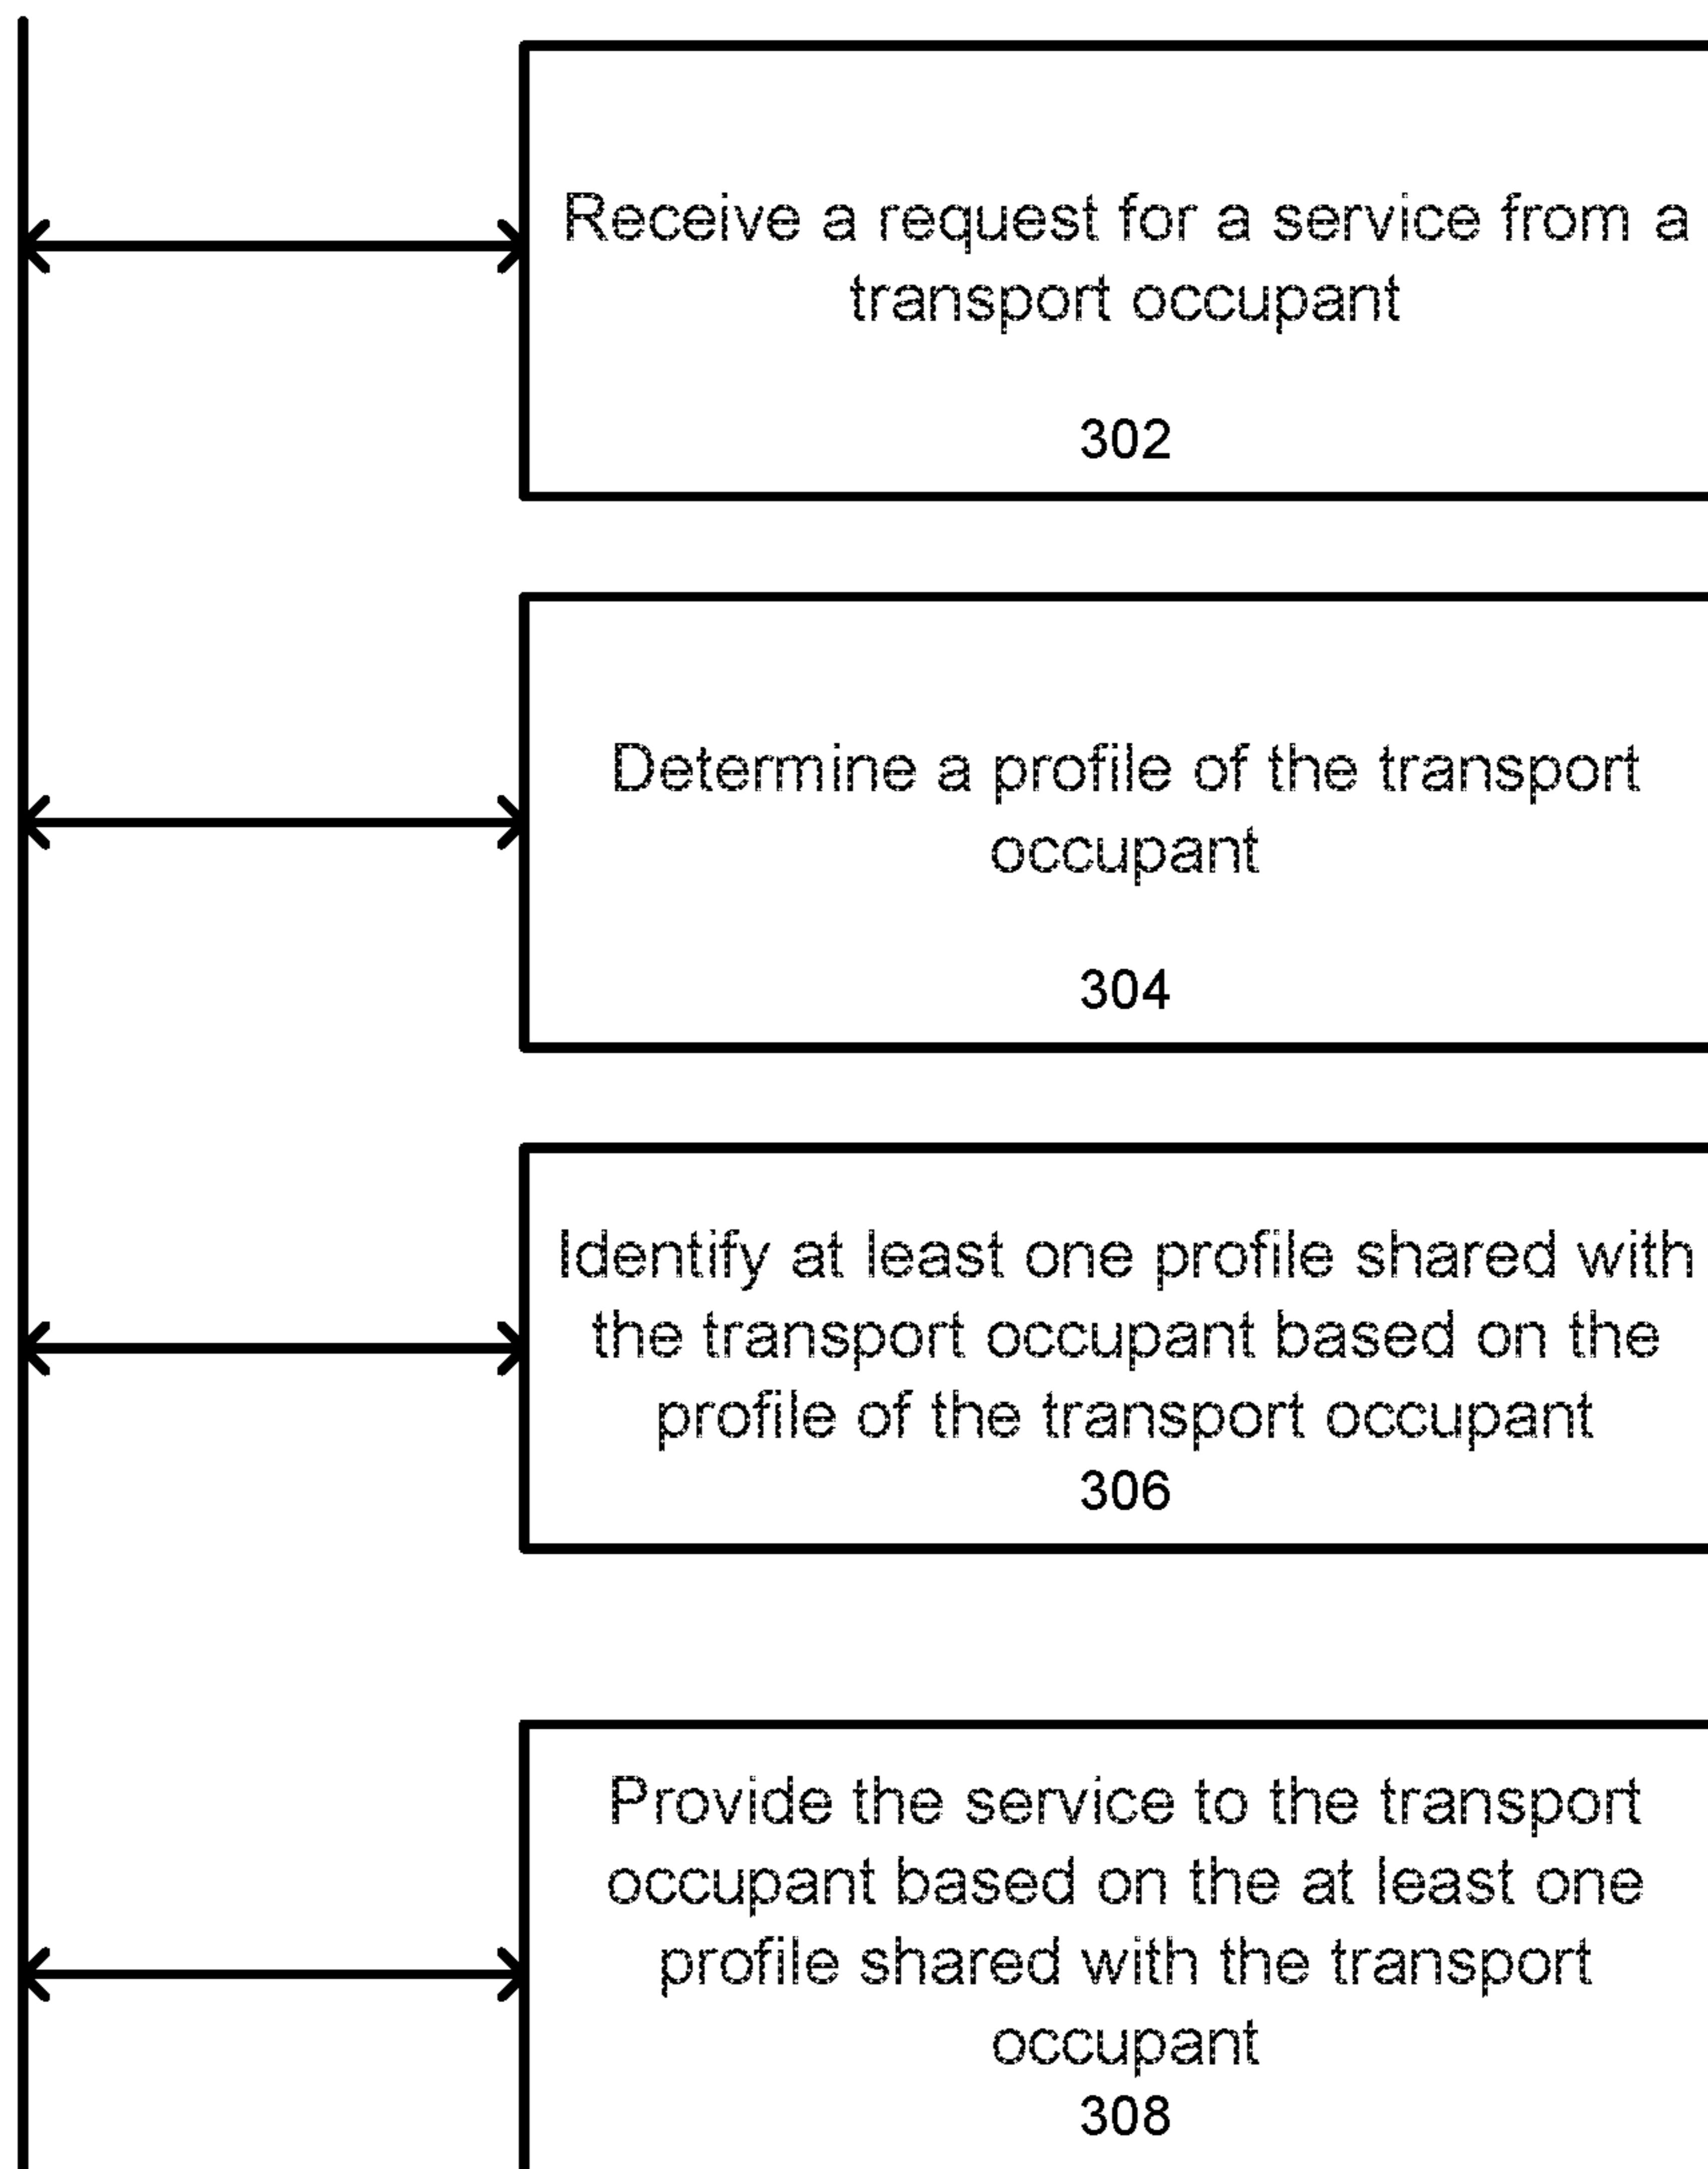 Receive a request for a service from a
transport occupant
302
Determine a profile of the transport
occupant
304
Identify at least one profile shared with
the transport occupant based on the
profile of the transport occupant
306
Provide the service to the transport
occupant based on the at least one
profile shared with the transport
occupant
308